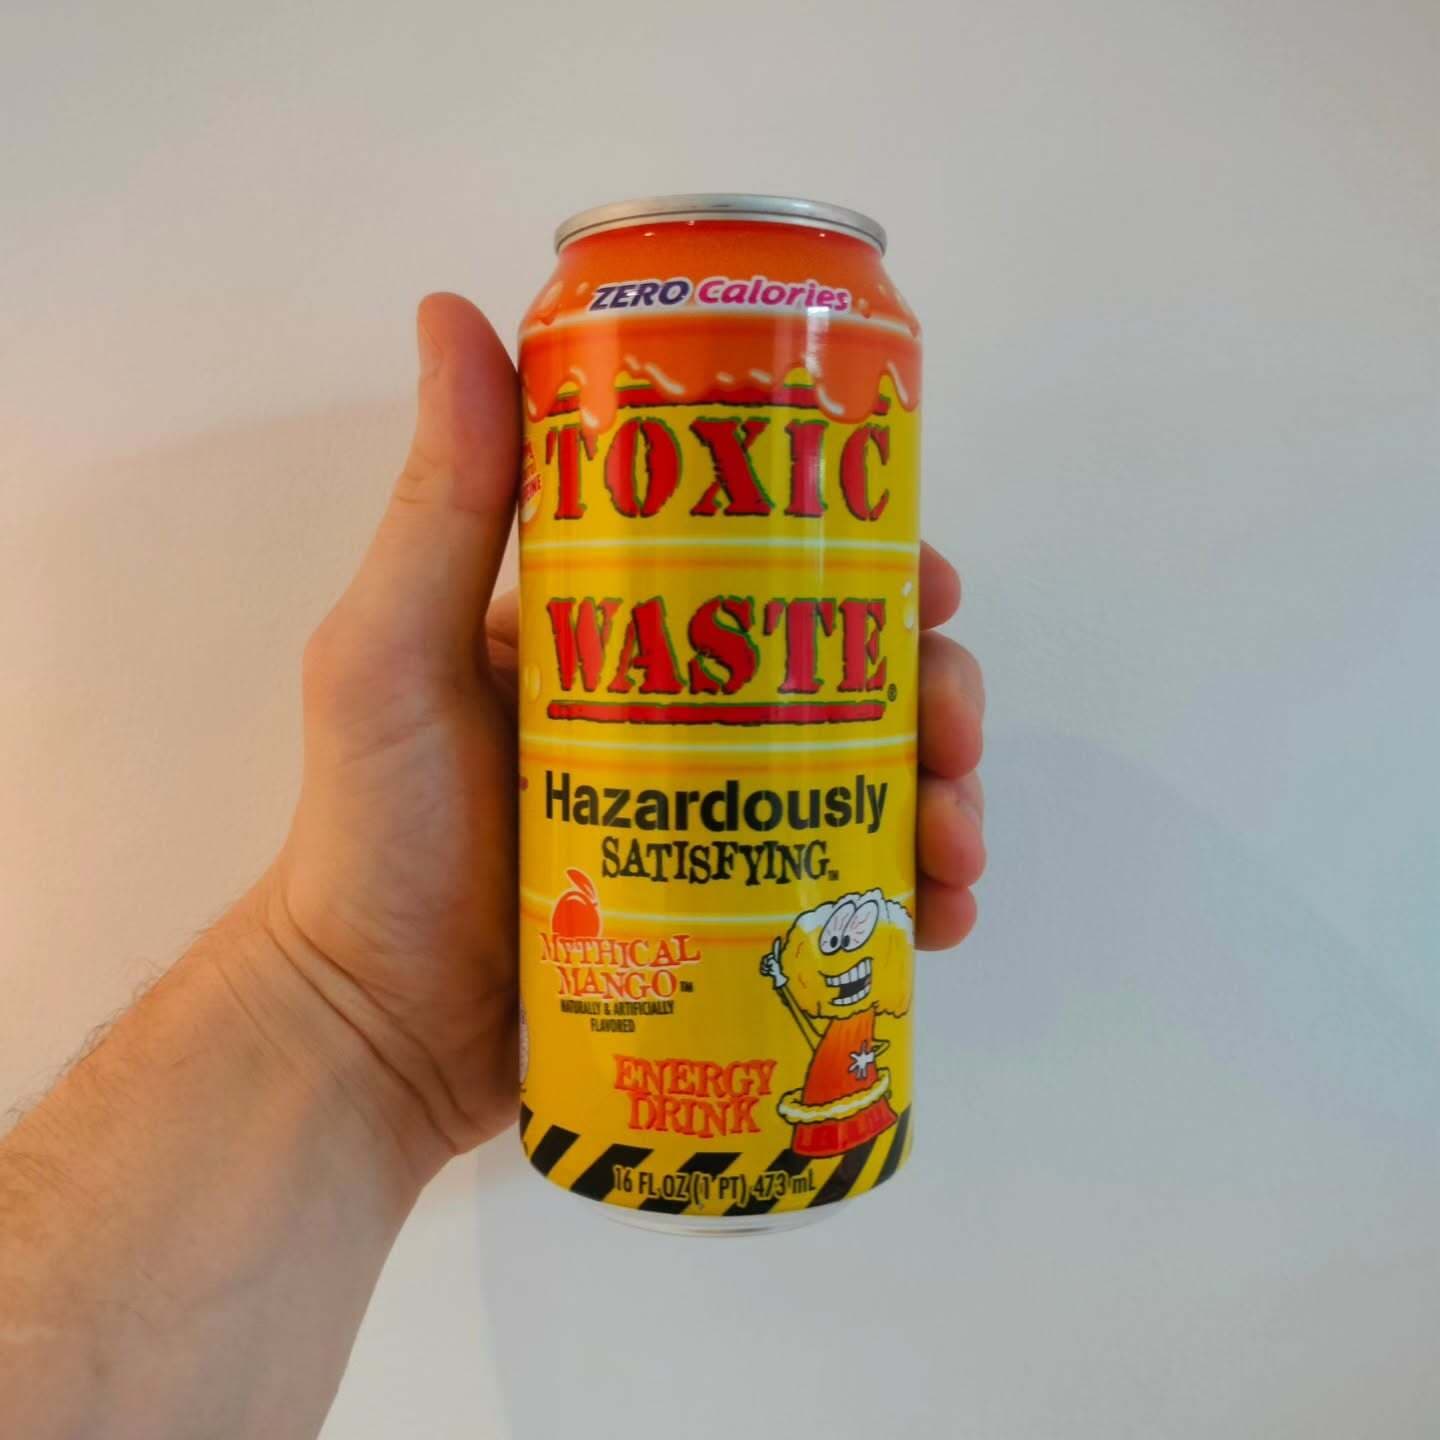 ZERO Calories
TOXIC
WASTE®
Hazardously
SATISFYING™
MYTHICAL
MANGO™
NATURALLY & ARTIFICIALLY
FLAVORED
ENERGY
DRINK
16 FL OZ (1 PT) 473 mL